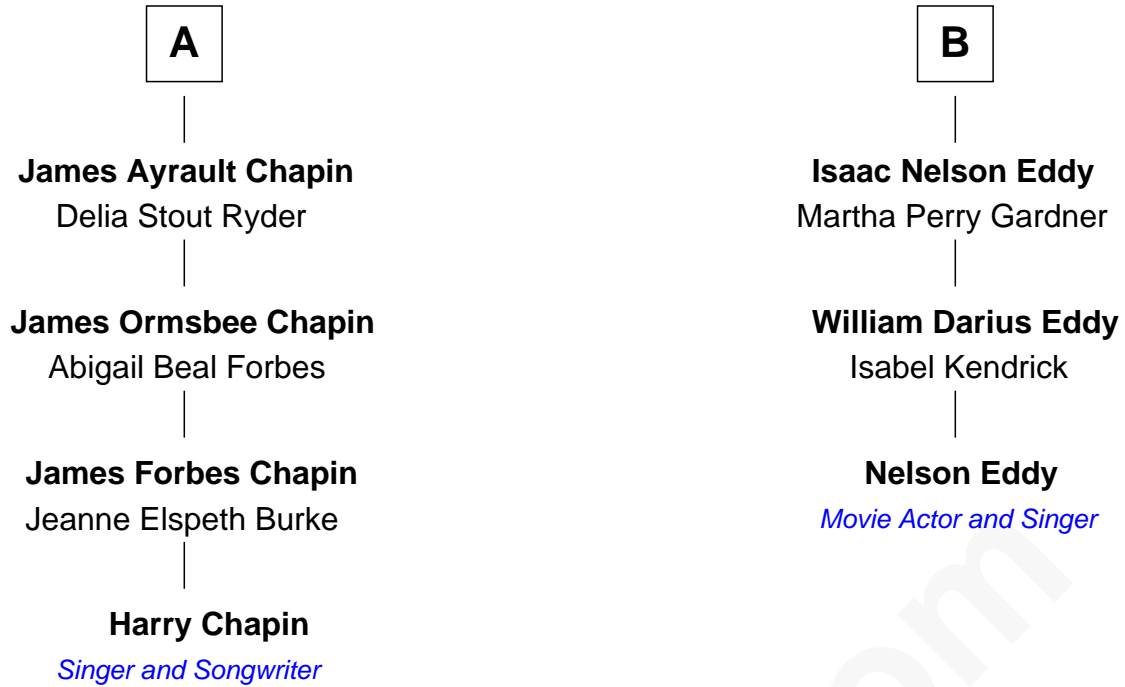 A
James Ayrault Chapin
Delia Stout Ryder
James Ormsbee Chapin
Abigail Beal Forbes
James Forbes Chapin
Jeanne Elspeth Burke
Harry Chapin
Singer and Songwriter
B
Isaac Nelson Eddy
Martha Perry Gardner
William Darius Eddy
Isabel Kendrick
Nelson Eddy
Movie Actor and Singer
om